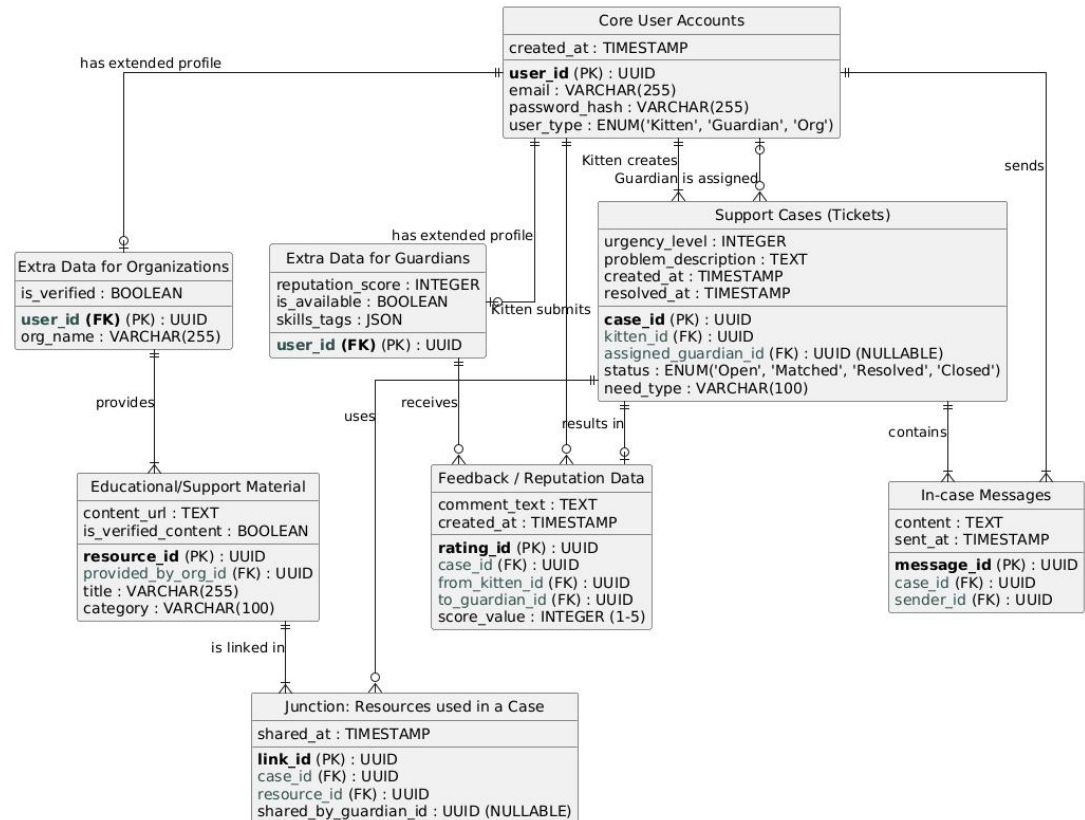 Core User Accounts
created_at : TIMESTAMP
user_id (PK) : UUID
email : VARCHAR(255)
password_hash : VARCHAR(255)
user_type : ENUM('Kitten', 'Guardian', 'Org')
has extended profile
Kitten creates
Guardian is assigned
sends
has extended profile
Kitten submits
Extra Data for Organizations
is_verified : BOOLEAN
user_id (FK) (PK) : UUID
org_name : VARCHAR(255)
Extra Data for Guardians
reputation_score : INTEGER
is_available : BOOLEAN
skills_tags : JSON
user_id (FK) (PK) : UUID
Support Cases (Tickets)
urgency_level : INTEGER
problem_description : TEXT
created_at : TIMESTAMP
resolved_at : TIMESTAMP
case_id (PK) : UUID
kitten_id (FK) : UUID
assigned_guardian_id (FK) : UUID (NULLABLE)
status : ENUM('Open', 'Matched', 'Resolved', 'Closed')
need_type : VARCHAR(100)
provides
uses
receives
results in
contains
Educational/Support Material
content_url : TEXT
is_verified_content : BOOLEAN
resource_id (PK) : UUID
provided_by_org_id (FK) : UUID
title : VARCHAR(255)
category : VARCHAR(100)
Feedback / Reputation Data
comment_text : TEXT
created_at : TIMESTAMP
rating_id (PK) : UUID
case_id (FK) : UUID
from_kitten_id (FK) : UUID
to_guardian_id (FK) : UUID
score_value : INTEGER (1-5)
In-case Messages
content : TEXT
sent_at : TIMESTAMP
message_id (PK) : UUID
case_id (FK) : UUID
sender_id (FK) : UUID
is linked in
Junction: Resources used in a Case
shared_at : TIMESTAMP
link_id (PK) : UUID
case_id (FK) : UUID
resource_id (FK) : UUID
shared_by_guardian_id : UUID (NULLABLE)